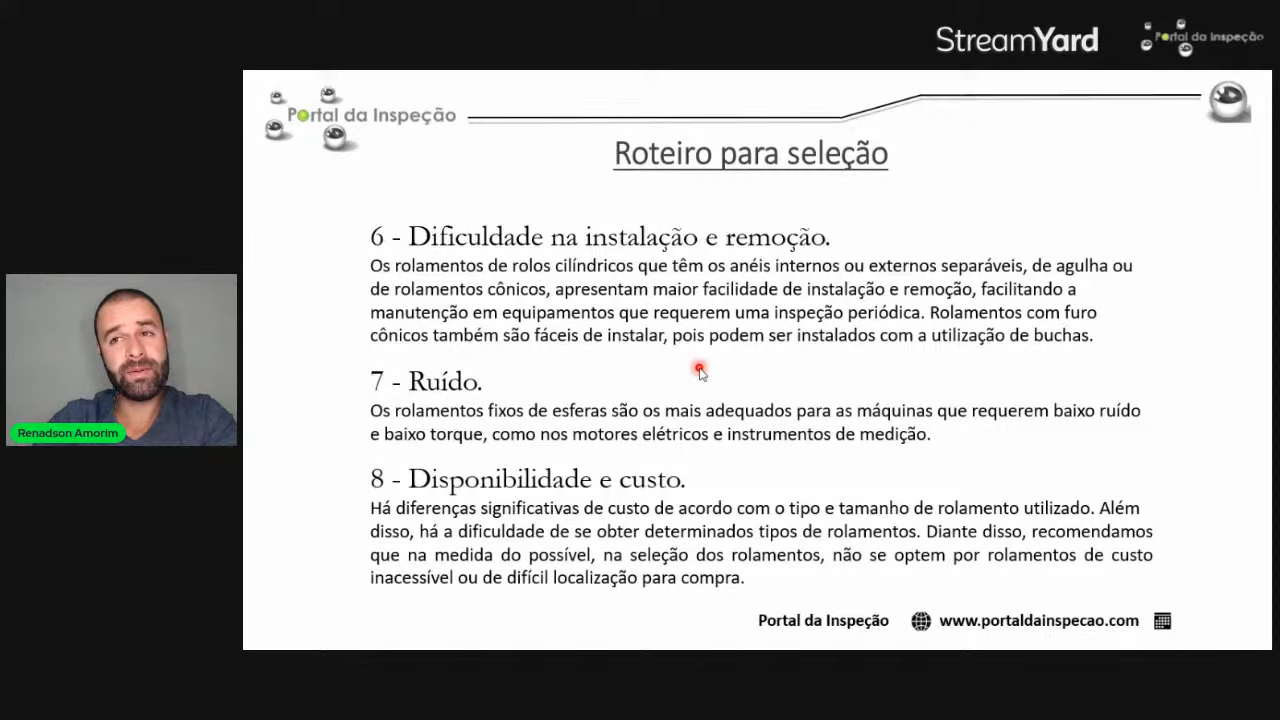 StreamYard
Portal da Inspeção
Portal da Inspeção
Roteiro para seleção
6 - Dificuldade na instalação e remoção.
Os rolamentos de rolos cilíndricos que têm os anéis internos ou externos separáveis, de agulha ou
de rolamentos cônicos, apresentam maior facilidade de instalação e remoção, facilitando a
manutenção em equipamentos que requerem uma inspeção periódica. Rolamentos com furo
cônicos também são fáceis de instalar, pois podem ser instalados com a utilização de buchas.
7 - Ruído.
Os rolamentos fixos de esferas são os mais adequados para as máquinas que requerem baixo ruído
e baixo torque, como nos motores elétricos e instrumentos de medição.
Renadson Amorim
8 - Disponibilidade e custo.
Há diferenças significativas de custo de acordo com o tipo e tamanho de rolamento utilizado. Além
disso, há a dificuldade de se obter determinados tipos de rolamentos. Diante disso, recomendamos
que na medida do possível, na seleção dos rolamentos, não se optem por rolamentos de custo
inacessível ou de difícil localização para compra.
Portal da Inspeção www.portaldainspecao.com